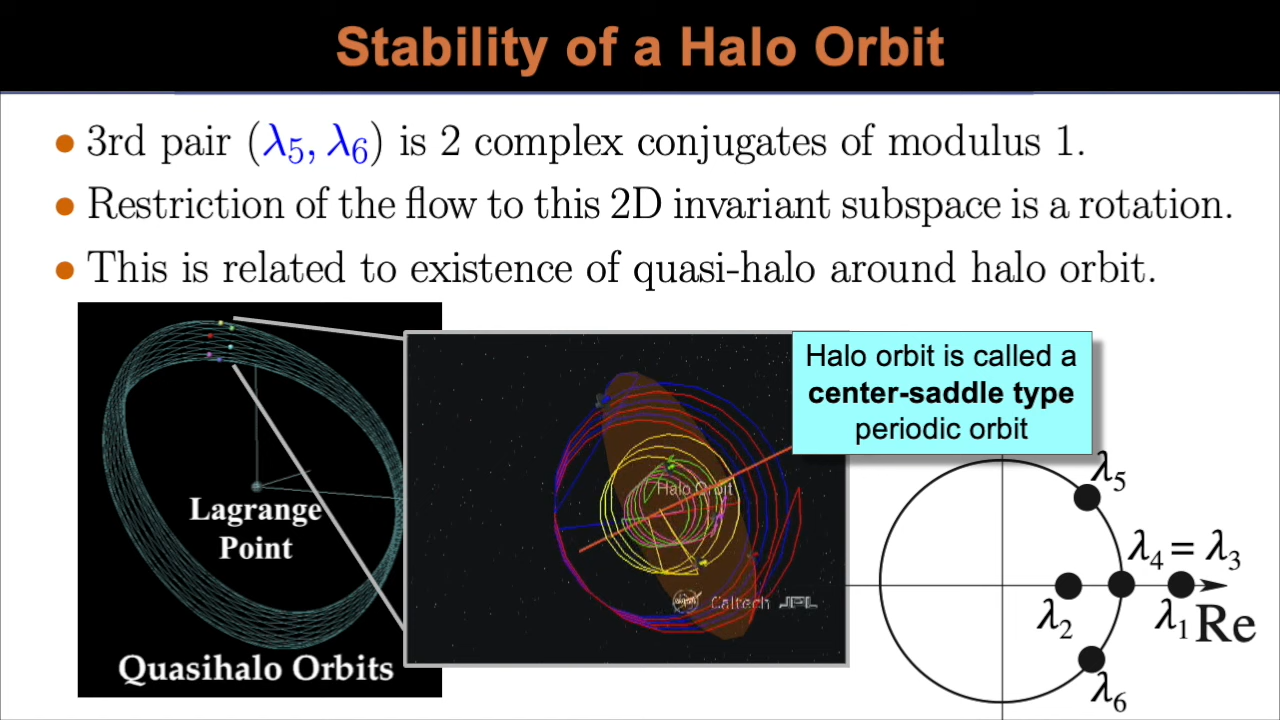 Stability of a Halo Orbit
• 3rd pair (λ5, λ6) is 2 complex conjugates of modulus 1.
• Restriction of the flow to this 2D invariant subspace is a rotation.
• This is related to existence of quasi-halo around halo orbit.
Halo orbit is called a
center-saddle type
periodic orbit
Lagrange
Point
Quasihalo Orbits
Halo Orbit
Caltech JPL
λ5
λ4 = λ3
λ2
λ1 Re
λ6